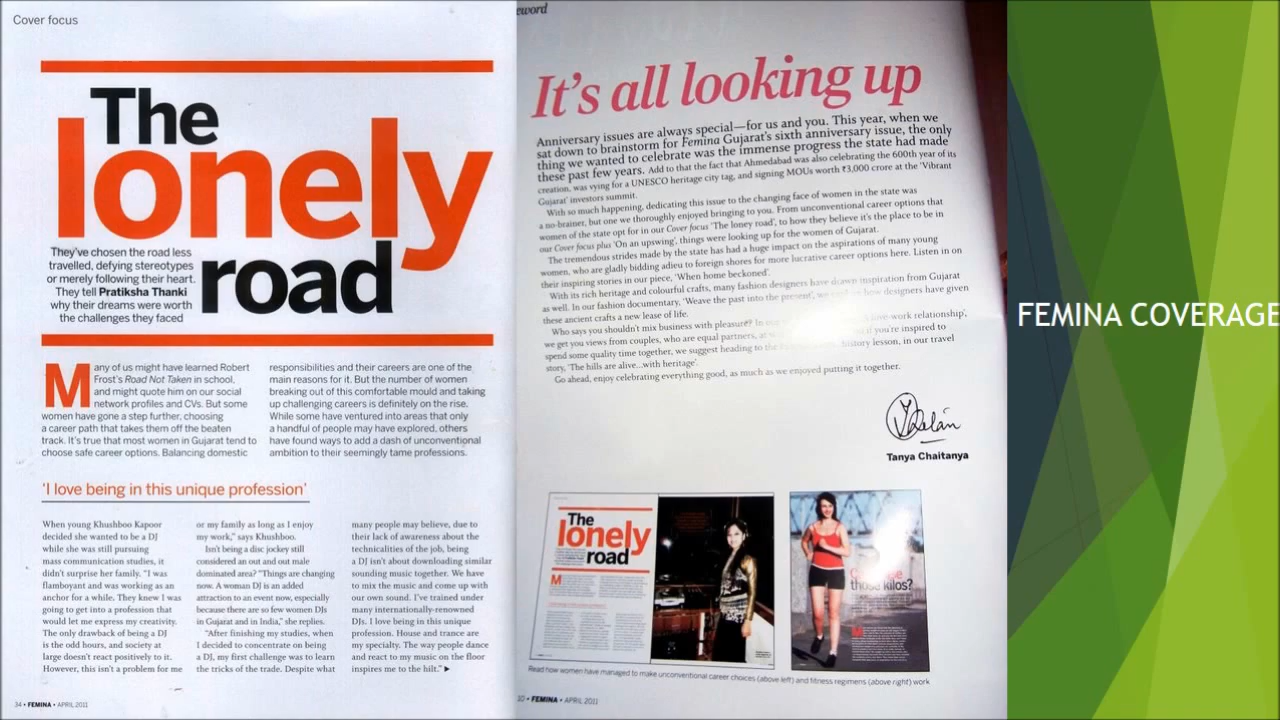 Cover focus
The
lonely
road
They've chosen the road less
travelled, defying stereotypes
or merely following their heart.
They tell Pratiksha Thanki
why their dreams were worth
the challenges they faced
Many of us might have learned Robert
Frost's Road Not Taken in school,
and might quote him on our social
network profiles and CVs. But some
women have gone a step further, choosing
a career path that takes them off the beaten
track. It's true that most women in Gujarat tend to
choose safe career options. Balancing domestic
responsibilities and their careers are one of the
main reasons for it. But the number of women
breaking out of this comfortable mould and taking
up challenging careers is definitely on the rise.
While some have ventured into areas that only
a handful of people may have explored, others
have found ways to add a dash of unconventional
ambition to their seemingly tame professions.
'I love being in this unique profession'
When young Khushboo Kapoor
decided she wanted to be a DJ
while she was still pursuing
mass communication studies, it
didn't surprise her family. "I was
flamboyant and was working as an
anchor for a while. They knew I was
going to get into a profession that
would let me express my creativity.
The only drawback of being a DJ
is the odd hours, and society at
large doesn't react positively to it.
However, this isn't a problem for me
or my family as long as I enjoy
my work," says Khushboo.
Isn't being a disc jockey still
considered an out and out male
dominated area? "Things are changing
now. A woman DJ is an added
attraction to an event now, especially
because there are so few women DJs
in Gujarat and in India," she replies.
"After finishing my studies, when
I decided to concentrate on being
a DJ, my first challenge was to learn
the tricks of the trade. Despite what
many people may believe, due to
their lack of awareness about the
technicalities of the job, being
a DJ isn't about downloading similar
sounding music together. We have
to mix the music and come up with
our own sound. I've trained under
many internationally-renowned
DJs. I love being in this unique
profession. House and trance are
my specialty. The way people dance
and react to my music on the floor
inspires me to the hilt." ▶
34 • FEMINA • APRIL 2011
eword
It's all looking up
Anniversary issues are always special—for us and you. This year, when we
sat down to brainstorm for Femina Gujarat's sixth anniversary issue, the only
thing we wanted to celebrate was the immense progress the state had made
these past few years. Add to that the fact that Ahmedabad was also celebrating the 600th year of its
creation, was vying for a UNESCO heritage city tag, and signing MOUs worth ₹3,000 crore at the 'Vibrant
Gujarat' investors summit.
With so much happening, dedicating this issue to the changing face of women in the state was
a no-brainer, but one we thoroughly enjoyed bringing to you. From unconventional career options that
women of the state opt for in our Cover focus 'The loney road', to how they believe it's the place to be in
our Cover focus plus 'On an upswing', things were looking up for the women of Gujarat.
The tremendous strides made by the state has had a huge impact on the aspirations of many young
women, who are gladly bidding adieu to foreign shores for more lucrative career options here. Listen in on
their inspiring stories in our piece, 'When home beckoned'.
With its rich heritage and colourful crafts, many fashion designers have drawn inspiration from Gujarat
as well. In our fashion documentary, 'Weave the past into the present', we how designers have given
these ancient crafts a new lease of life.
Who says you shouldn't mix business with pleasure? In love-work relationship',
we get you views from couples, who are equal partners, at if you're inspired to
spend some quality time together, we suggest heading to the history lesson, in our travel
story, 'The hills are alive...with heritage'.
Go ahead, enjoy celebrating everything good, as much as we enjoyed putting it together.
Tanya Chaitanya
The
lonely
road
those kilos?
Read how women have managed to make unconventional career choices (above left) and fitness regimens (above right) work
10 • FEMINA • APRIL 2011
FEMINA COVERAGE